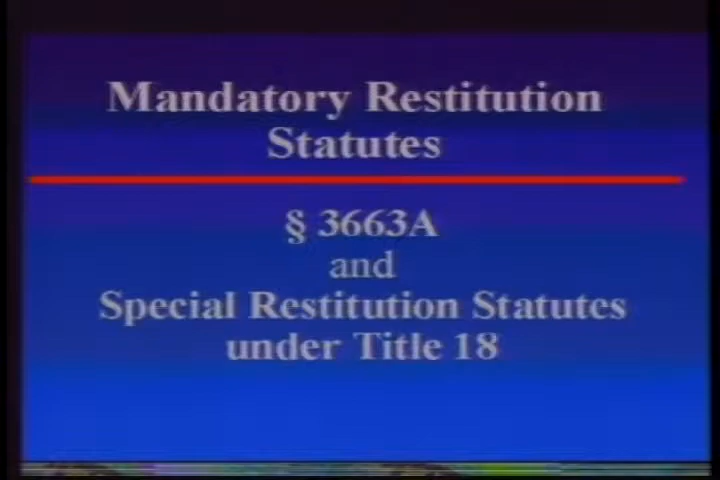 Mandatory Restitution
Statutes
§ 3663A
and
Special Restitution Statutes
under Title 18